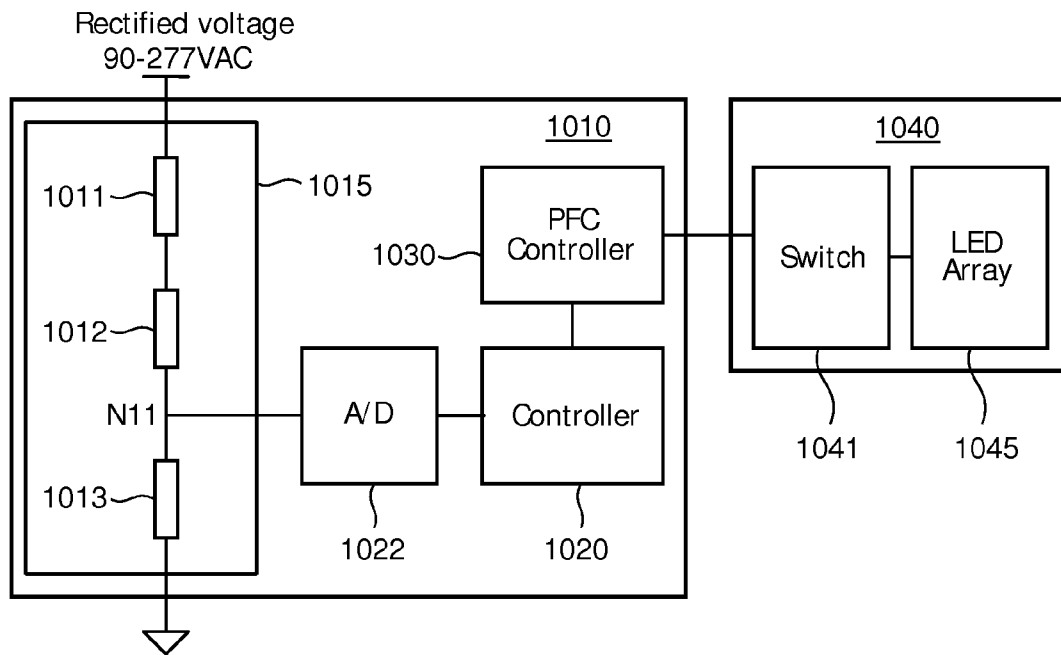 Rectified voltage
90-277VAC
1010
1040
1011
1015
PFC
Controller
1030
Switch
LED
Array
1012
N11
A/D
Controller
1041
1045
1013
1022
1020